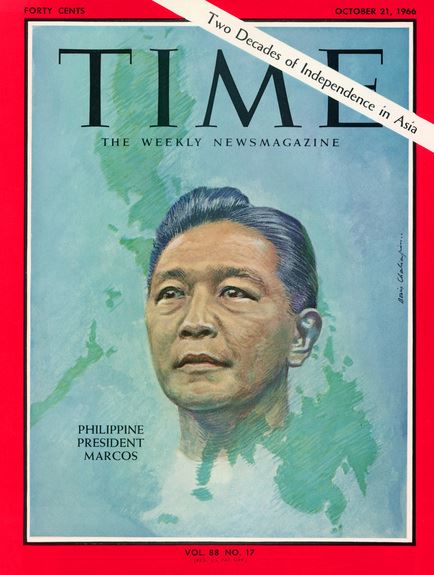 FORTY CENTS
OCTOBER 21, 1966
Two Decades of Independence in Asia
TIME
THE WEEKLY NEWSMAGAZINE
PHILIPPINE
PRESIDENT
MARCOS
VOL. 88 NO. 17